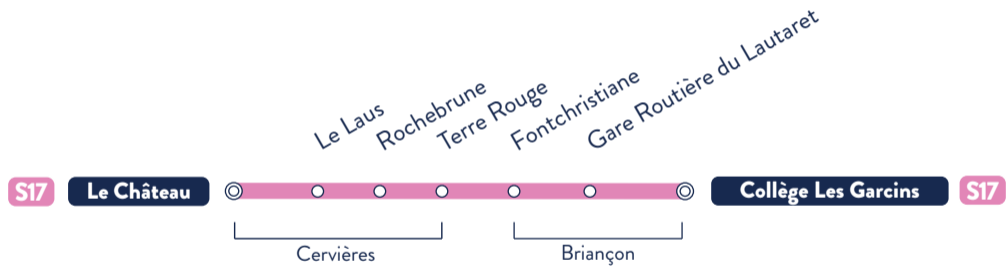 Le Laus
Rochebrune
Terre Rouge
Fontchristiane
Gare Routière du Lautaret
S17
Le Château
Collège Les Garcins
S17
Cervières
Briançon